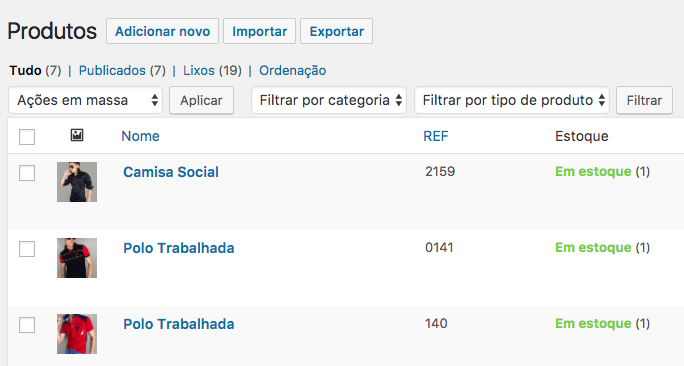 Produtos Adicionar novo Importar Exportar
Tudo (7) | Publicados (7) | Lixos (19) | Ordenação
Ações em massa Aplicar Filtrar por categoria Filtrar por tipo de produto Filtrar
Nome REF Estoque
Camisa Social 2159 Em estoque (1)
Polo Trabalhada 0141 Em estoque (1)
Polo Trabalhada 140 Em estoque (1)